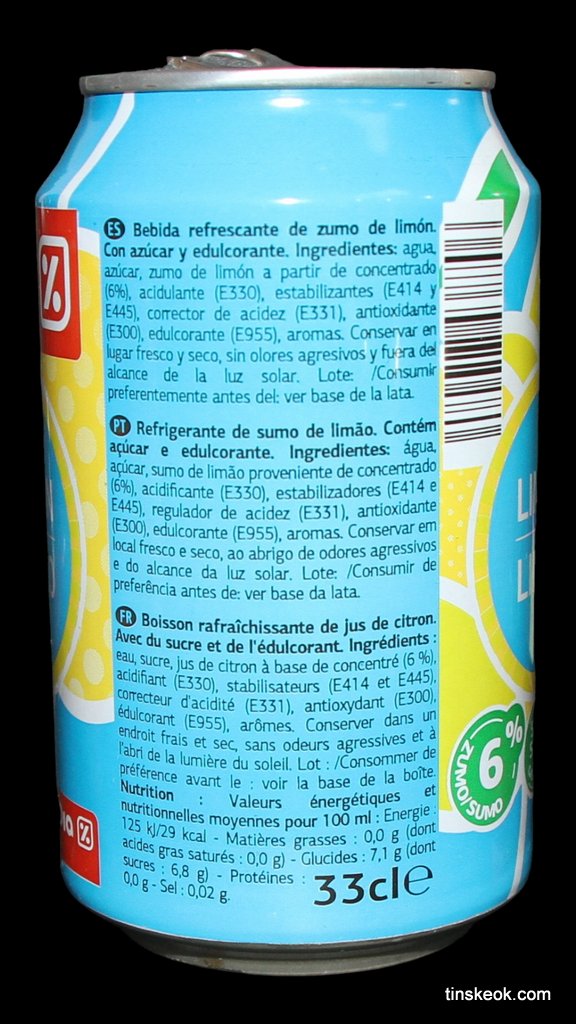 ES Bebida refrescante de zumo de limón.
Con azúcar y edulcorante. Ingredientes: agua,
azúcar, zumo de limón a partir de concentrado
(6%), acidulante (E330), estabilizantes (E414 y
E445), corrector de acidez (E331), antioxidante
(E300), edulcorante (E955), aromas. Conservar en
lugar fresco y seco, sin olores agresivos y fuera del
alcance de la luz solar. Lote: /Consumir
preferentemente antes del: ver base de la lata.
PT Refrigerante de sumo de limão. Contém
açúcar e edulcorante. Ingredientes: água,
açúcar, sumo de limão proveniente de concentrado
(6%), acidificante (E330), estabilizadores (E414 e
E445), regulador de acidez (E331), antioxidante
(E300), edulcorante (E955), aromas. Conservar em
local fresco e seco, ao abrigo de odores agressivos
e do alcance da luz solar. Lote: /Consumir de
preferência antes de: ver base da lata.
FR Boisson rafraîchissante de jus de citron.
Avec du sucre et de l'édulcorant. Ingrédients :
eau, sucre, jus de citron à base de concentré (6 %),
acidifiant (E330), stabilisateurs (E414 et E445),
correcteur d'acidité (E331), antioxydant (E300),
édulcorant (E955), arômes. Conserver dans un
endroit frais et sec, sans odeurs agressives et à
l'abri de la lumière du soleil. Lot : /Consommer de
préférence avant le : voir la base de la boîte.
Nutrition : Valeurs énergétiques et
nutritionnelles moyennes pour 100 ml : Energie :
125 kJ/29 kcal - Matières grasses : 0,0 g (dont
acides gras saturés : 0,0 g) - Glucides : 7,1 g (dont
sucres : 6,8 g) - Protéines :
0,0 g - Sel : 0,02 g.
33cl e
6%
ZUMO/SUMO
tinskeok.com